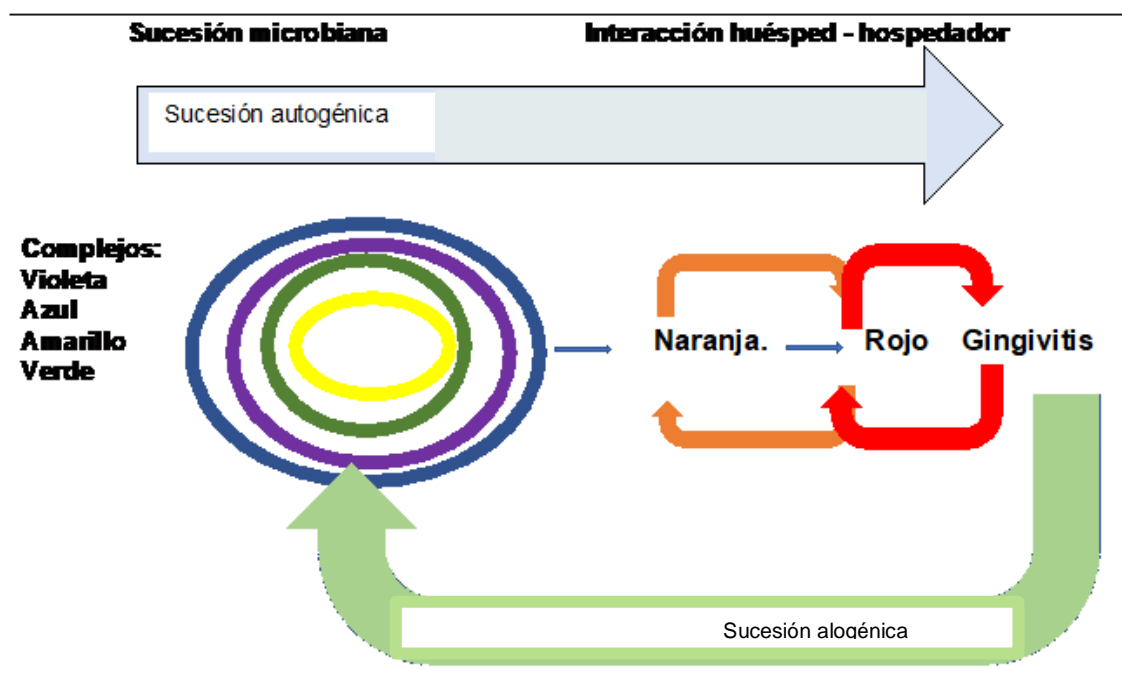 Sucesión microbiana
Interacción huésped - hospedador
Sucesión autogénica
Complejos:
Violeta
Azul
Amarillo
Verde
Naranja.
Rojo
Gingivitis
Sucesión alogénica